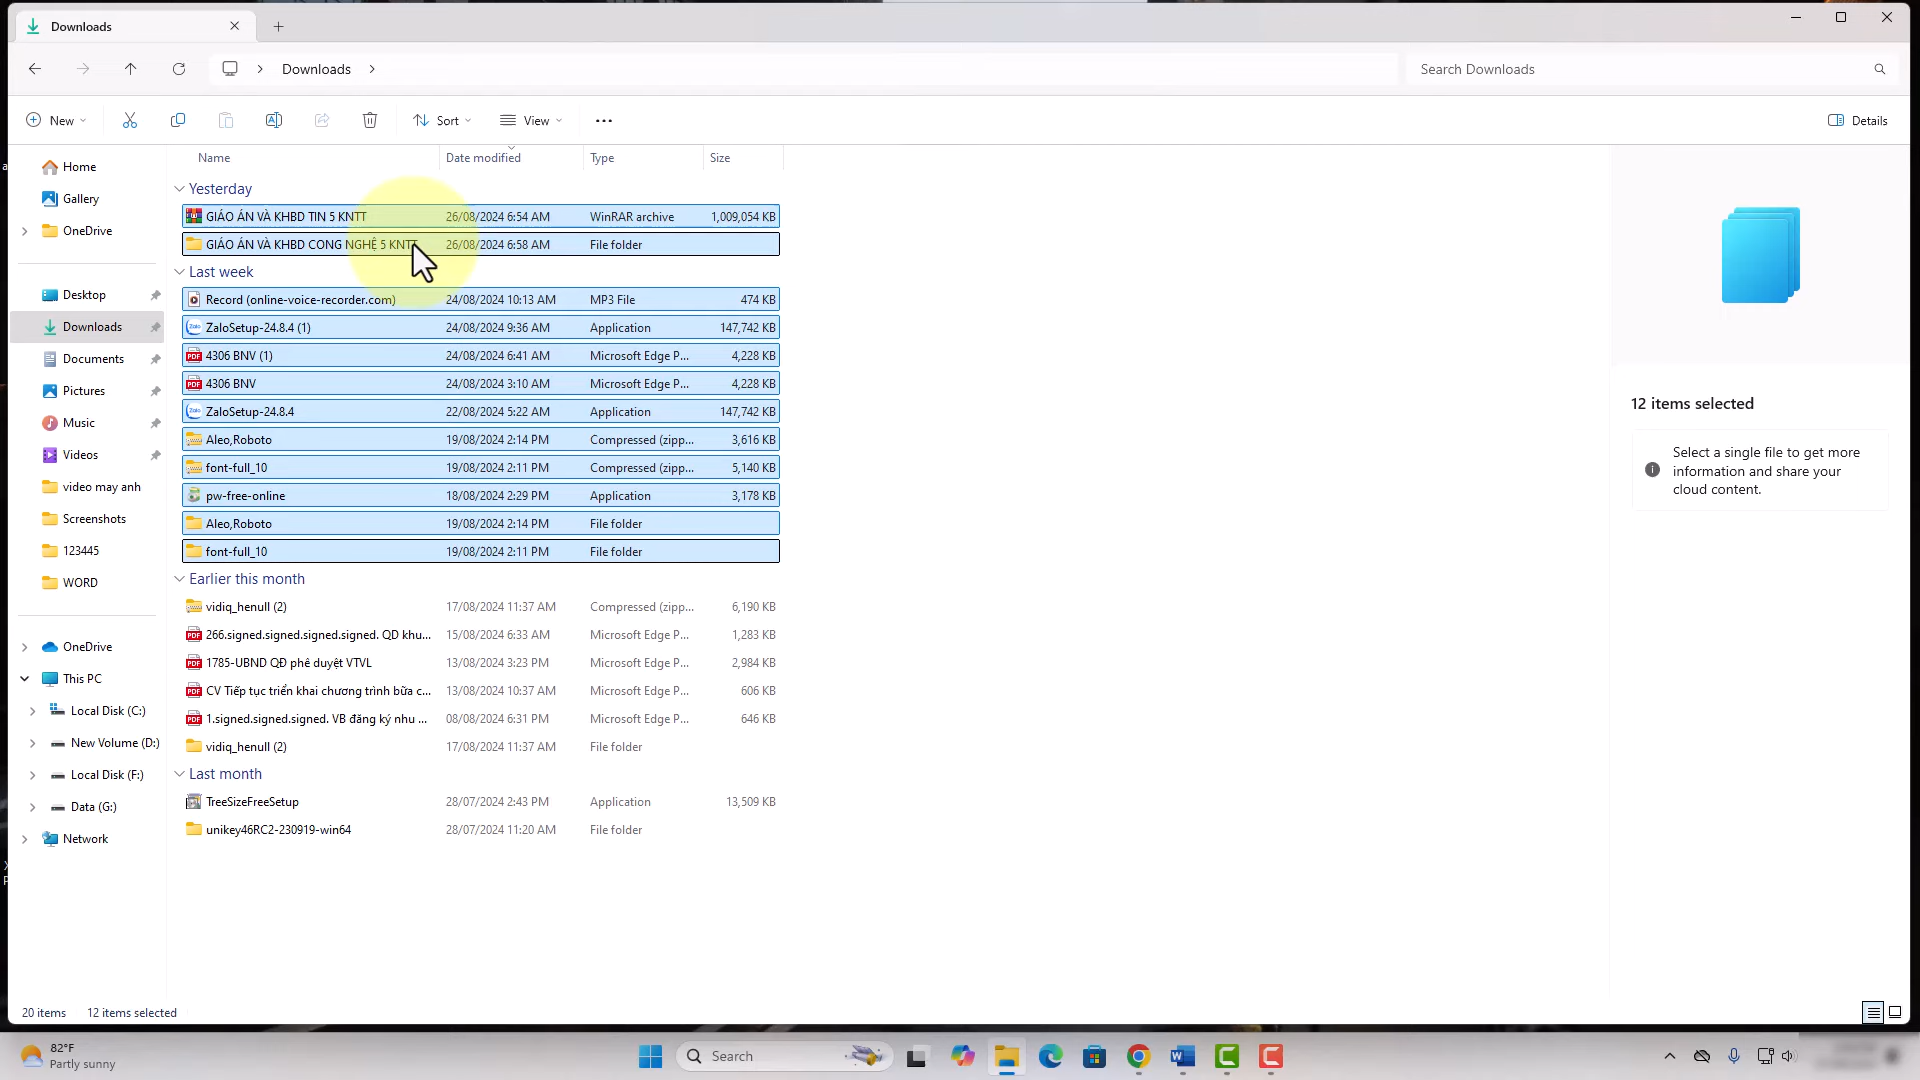 Downloads
Downloads
Search Downloads
New
Sort
View
Details
Home
Gallery
OneDrive
Desktop
Downloads
Documents
Pictures
Music
Videos
video may anh
Screenshots
123445
WORD
OneDrive
This PC
Local Disk (C:)
New Volume (D:)
Local Disk (F:)
Data (G:)
Network
Name Date modified Type Size
Yesterday
GIÁO ÁN VÀ KHBD TIN 5 KNTT 26/08/2024 6:54 AM WinRAR archive 1,009,054 KB
GIÁO ÁN VÀ KHBD CONG NGHỆ 5 KNTT 26/08/2024 6:58 AM File folder
Last week
Record (online-voice-recorder.com) 24/08/2024 10:13 AM MP3 File 474 KB
ZaloSetup-24.8.4 (1) 24/08/2024 9:36 AM Application 147,742 KB
4306 BNV (1) 24/08/2024 6:41 AM Microsoft Edge P... 4,228 KB
4306 BNV 24/08/2024 3:10 AM Microsoft Edge P... 4,228 KB
ZaloSetup-24.8.4 22/08/2024 5:22 AM Application 147,742 KB
Aleo,Roboto 19/08/2024 2:14 PM Compressed (zipp... 3,616 KB
font-full_10 19/08/2024 2:11 PM Compressed (zipp... 5,140 KB
pw-free-online 18/08/2024 2:29 PM Application 3,178 KB
Aleo,Roboto 19/08/2024 2:14 PM File folder
font-full_10 19/08/2024 2:11 PM File folder
Earlier this month
vidiq_henull (2) 17/08/2024 11:37 AM Compressed (zipp... 6,190 KB
266.signed.signed.signed.signed. QD khu... 15/08/2024 6:33 AM Microsoft Edge P... 1,283 KB
1785-UBND QĐ phê duyệt VTVL 13/08/2024 3:23 PM Microsoft Edge P... 2,984 KB
CV Tiếp tục triển khai chương trình bữa c... 13/08/2024 10:37 AM Microsoft Edge P... 606 KB
1.signed.signed.signed. VB đăng ký nhu ... 08/08/2024 6:31 PM Microsoft Edge P... 646 KB
vidiq_henull (2) 17/08/2024 11:37 AM File folder
Last month
TreeSizeFreeSetup 28/07/2024 2:43 PM Application 13,509 KB
unikey46RC2-230919-win64 28/07/2024 11:20 AM File folder
12 items selected
Select a single file to get more
information and share your
cloud content.
20 items 12 items selected
82°F
Partly sunny
Search